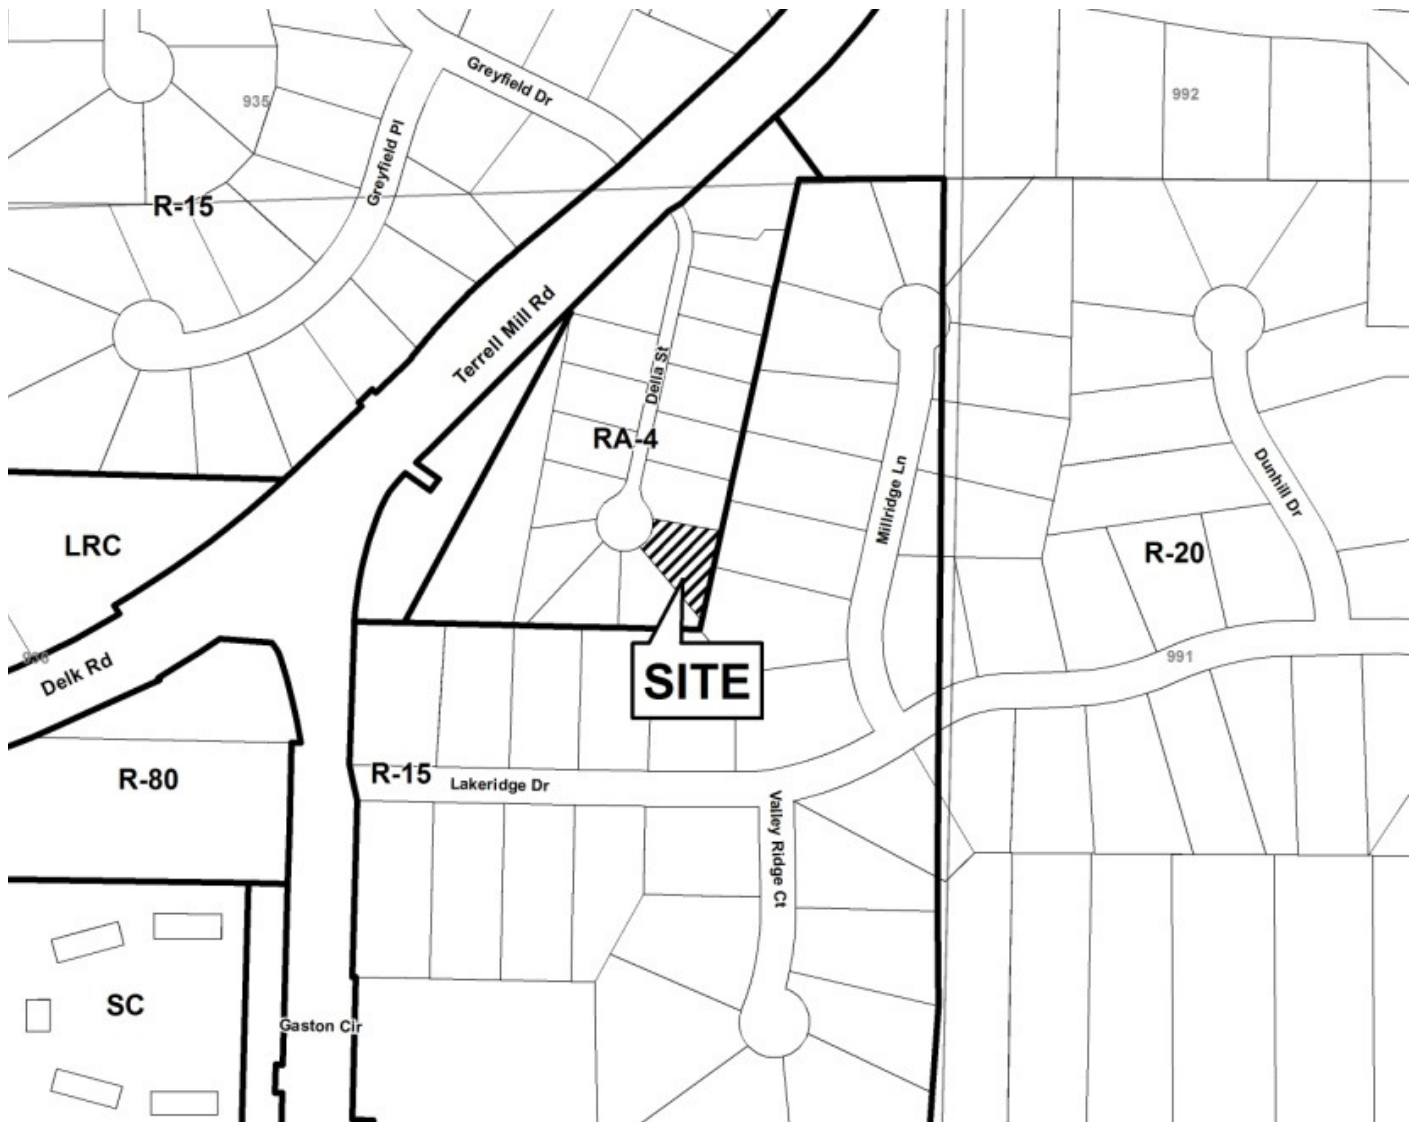 Greyfield Dr
992
935
Greyfield Pl
R-15
Terrell Mill Rd
Della St
RA-4
Millridge Ln
Dunhill Dr
LRC
R-20
991
Delk Rd
SITE
R-80
R-15
Lakeridge Dr
Valley Ridge Ct
SC
Gaston Cir